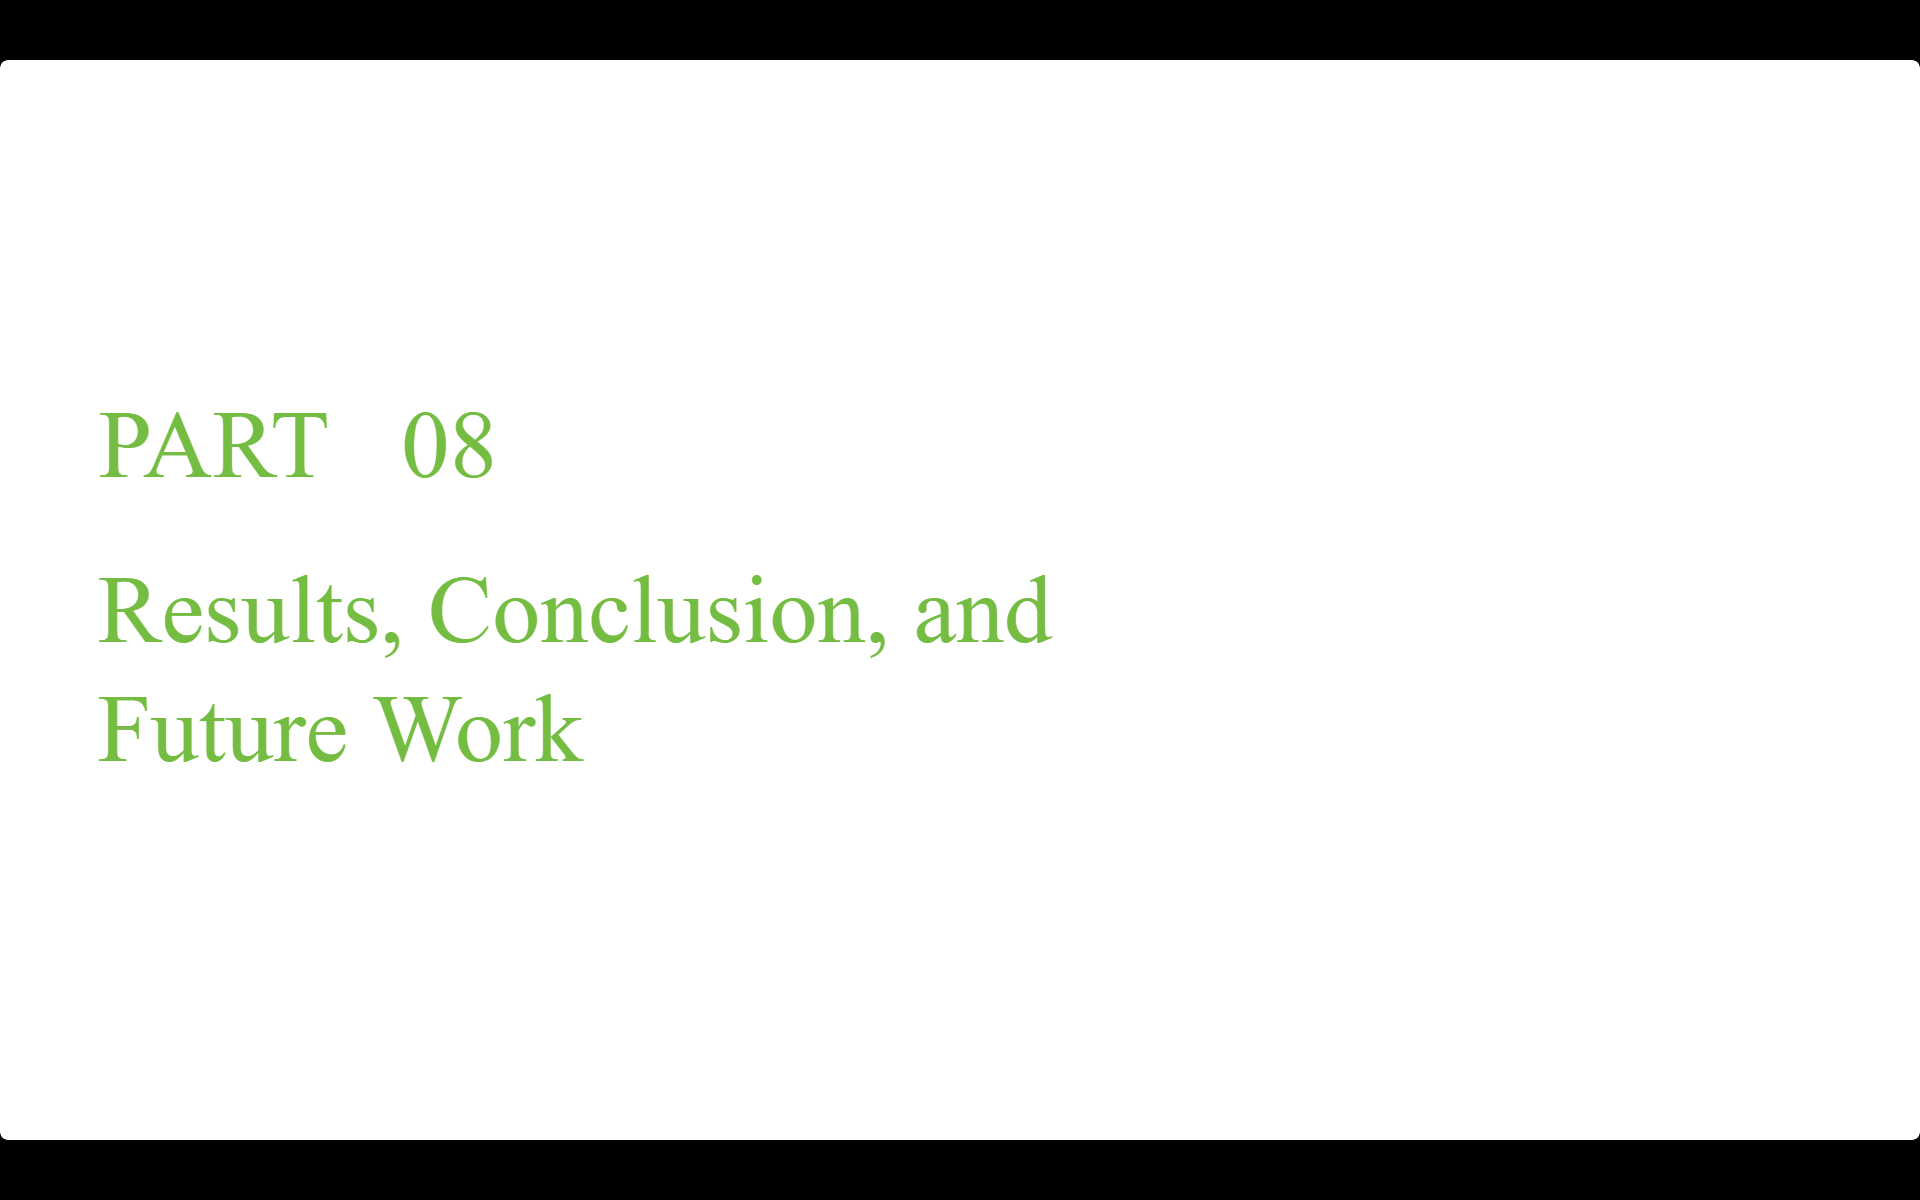 PART 08
Results, Conclusion, and
Future Work